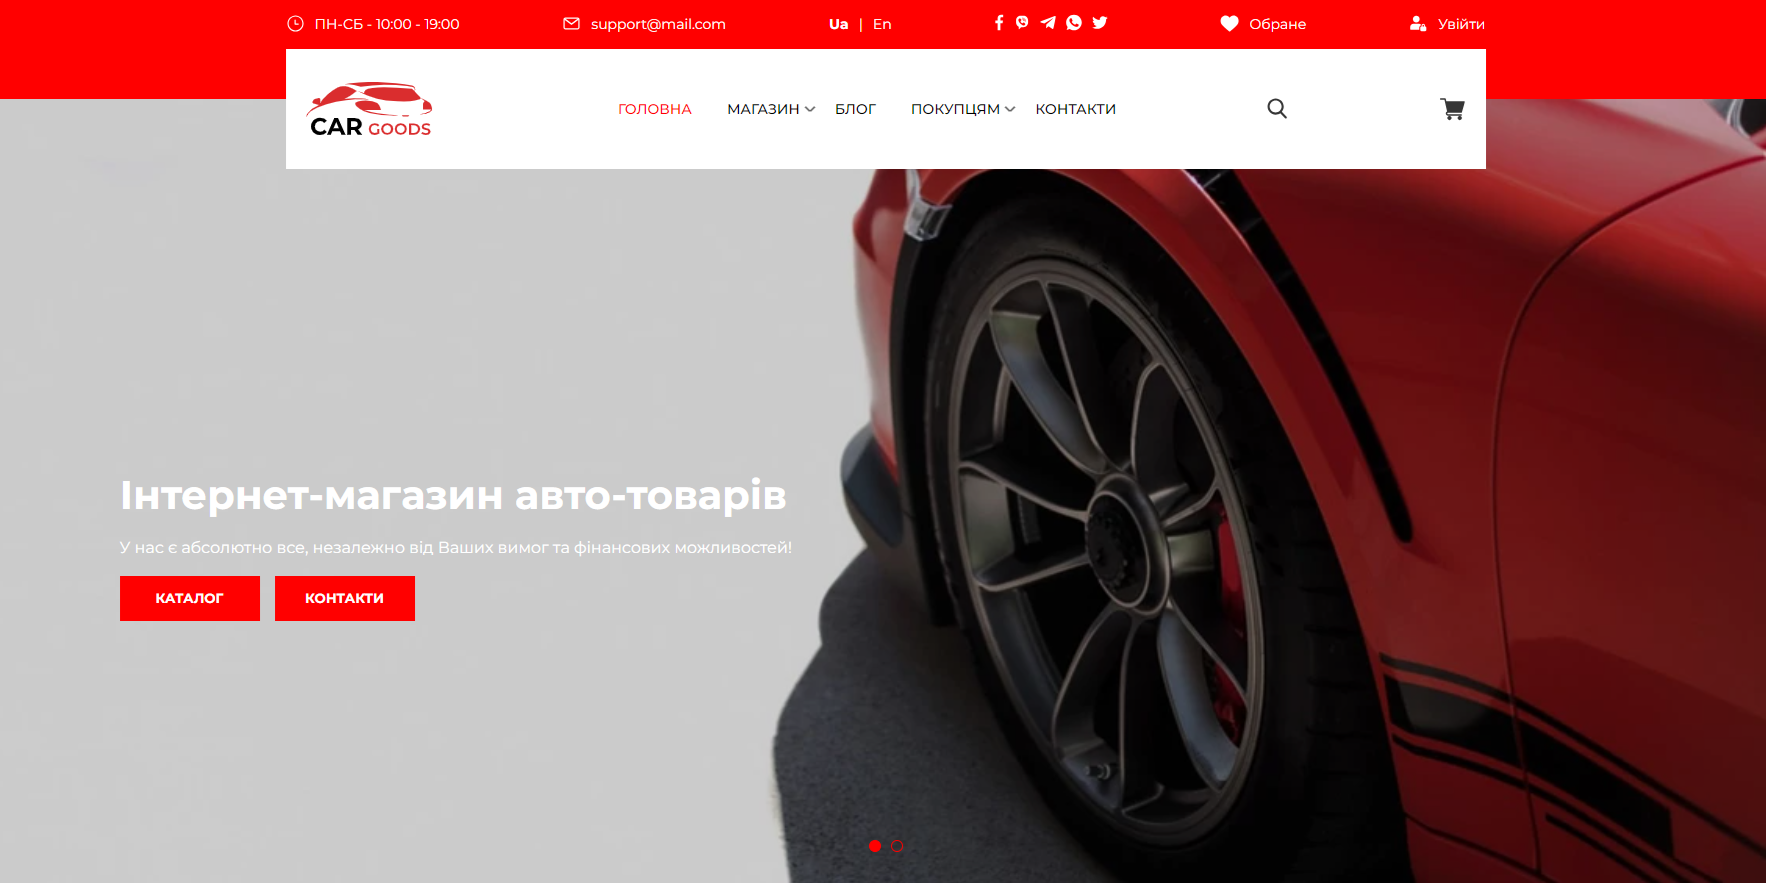 ПН-СБ - 10:00 - 19:00
support@mail.com
Ua | En
Обране
Увійти
CAR GOODS
ГОЛОВНА
МАГАЗИН
БЛОГ
ПОКУПЦЯМ
КОНТАКТИ
Інтернет-магазин авто-товарів
У нас є абсолютно все, незалежно від Ваших вимог та фінансових можливостей!
КАТАЛОГ
КОНТАКТИ